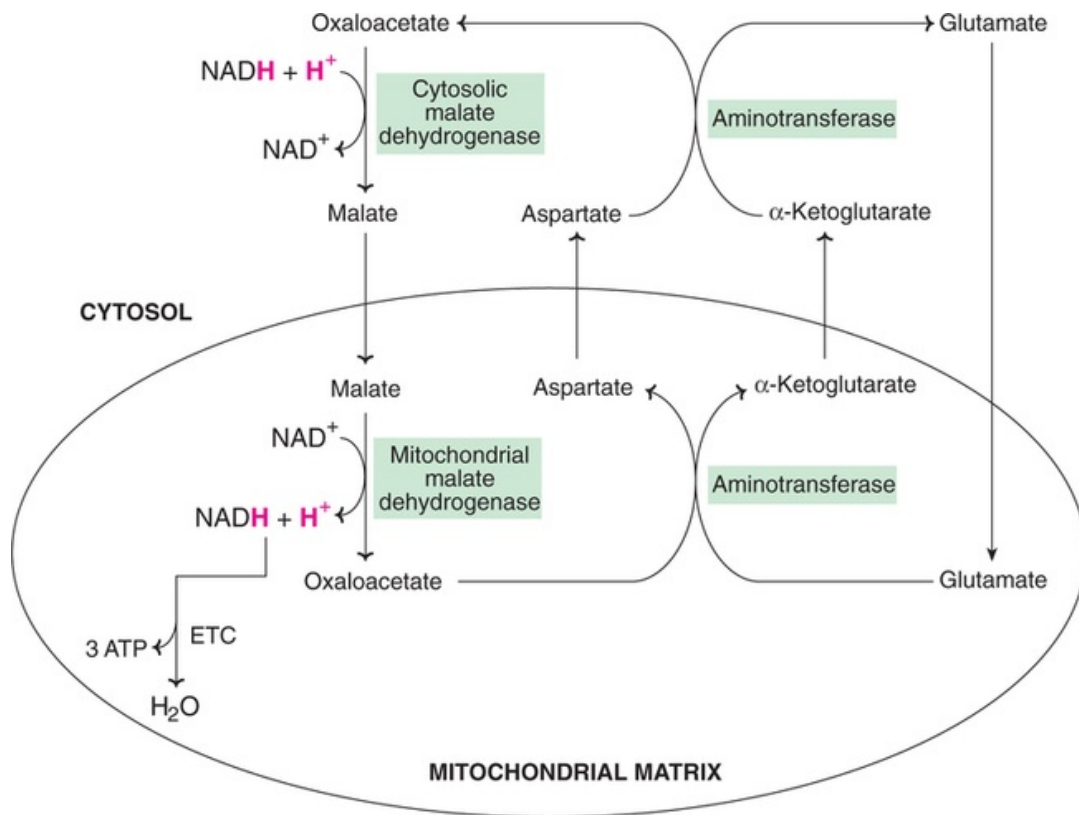 Oxaloacetate
Glutamate
NADH + H⁺
Cytosolic
malate
dehydrogenase
Aminotransferase
NAD⁺
Malate
Aspartate
α-Ketoglutarate
CYTOSOL
Malate
Aspartate
α-Ketoglutarate
NAD⁺
Mitochondrial
malate
dehydrogenase
Aminotransferase
NADH + H⁺
Oxaloacetate
Glutamate
3 ATP
ETC
H₂O
MITOCHONDRIAL MATRIX